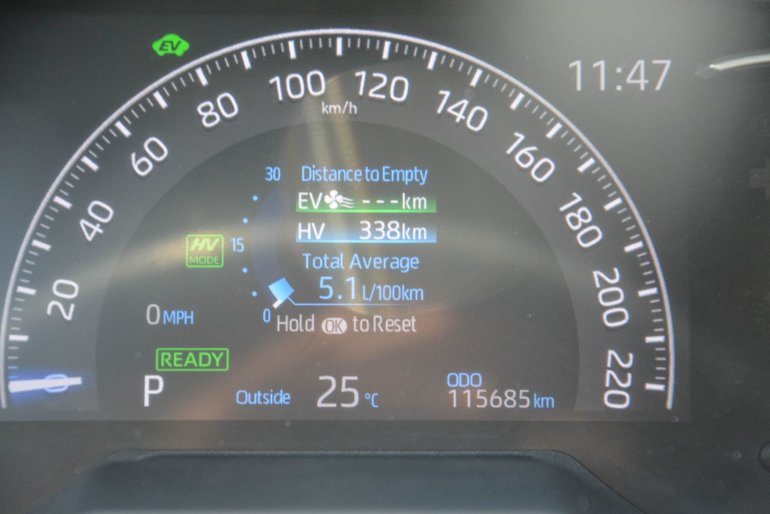 EV
11:47
0 20 40 60 80 100 120 140 160 180 200 220
km/h
30
15
0
Distance to Empty
EV ---km
HV 338km
Total Average
5.1 L/100km
Hold OK to Reset
HV
MODE
0 MPH
READY
P
Outside 25 °C
ODO
115685 km